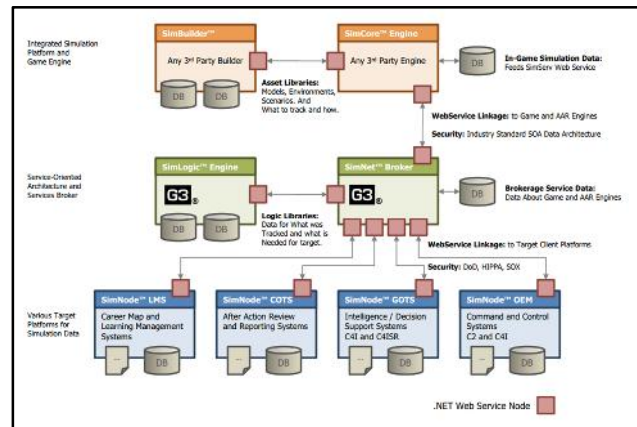 Integrated Simulation
Platform and
Game Engine
SimBuilder™
Any 3rd Party Builder
DB
DB
SimCore™ Engine
Any 3rd Party Engine
DB
In-Game Simulation Data:
Feeds SimServ Web Service
Asset Libraries:
Models, Environments,
Scenarios. And
What to track and how.
WebService Linkage: to Game and AAR Engines
Security: Industry Standard SOA Data Architecture
Service-Oriented
Architecture and
Services Broker
SimLogic™ Engine
G3®
DB
DB
SimNet™ Broker
G3®
DB
Brokerage Service Data:
Data About Game and AAR Engines
Logic Libraries:
Data for What was
Tracked and what is
Needed for target.
WebService Linkage: to Target Client Platforms
Security: DoD, HIPPA, SOX
Various Target
Platforms for
Simulation Data
SimNode™ LMS
Career Map and
Learning Management
Systems
...
DB
SimNode™ COTS
After Action Review
and Reporting Systems
...
DB
SimNode™ GOTS
Intelligence / Decision
Support Systems
C4I and C4ISR
...
DB
SimNode™ OEM
Command and Control
Systems
C2 and C4I
...
DB
.NET Web Service Node